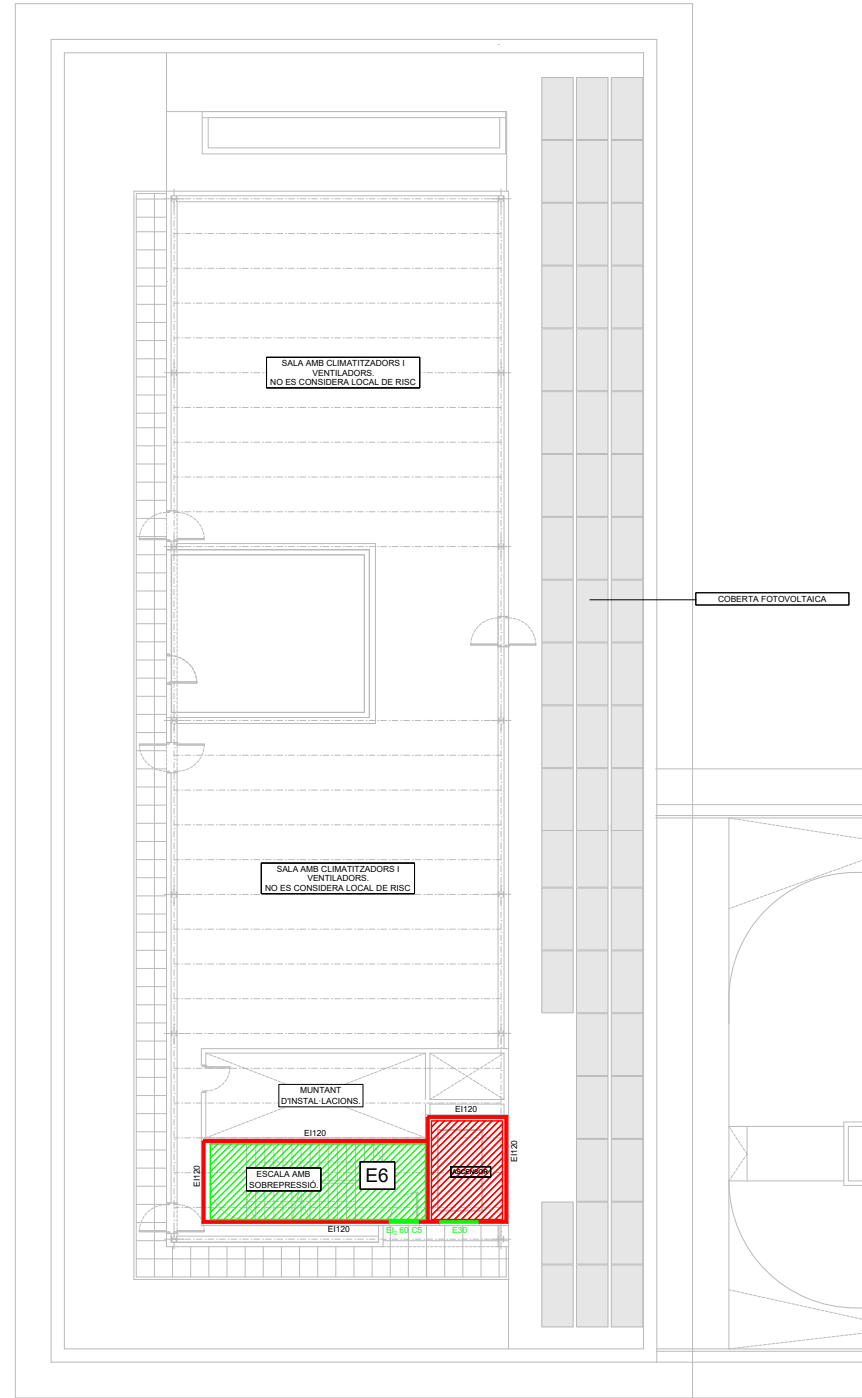 SALA AMB CLIMATITZADORS I
VENTILADORS.
NO ES CONSIDERA LOCAL DE RISC
COBERTA FOTOVOLTAICA
SALA AMB CLIMATITZADORS I
VENTILADORS.
NO ES CONSIDERA LOCAL DE RISC
MUNTANT
D'INSTAL·LACIONS.
EI120
EI120
EI120
EI120
ESCALA AMB
SOBREPRESSIÓ.
E6
ASCENSOR
EI120
EI₂ 60 C5
E30